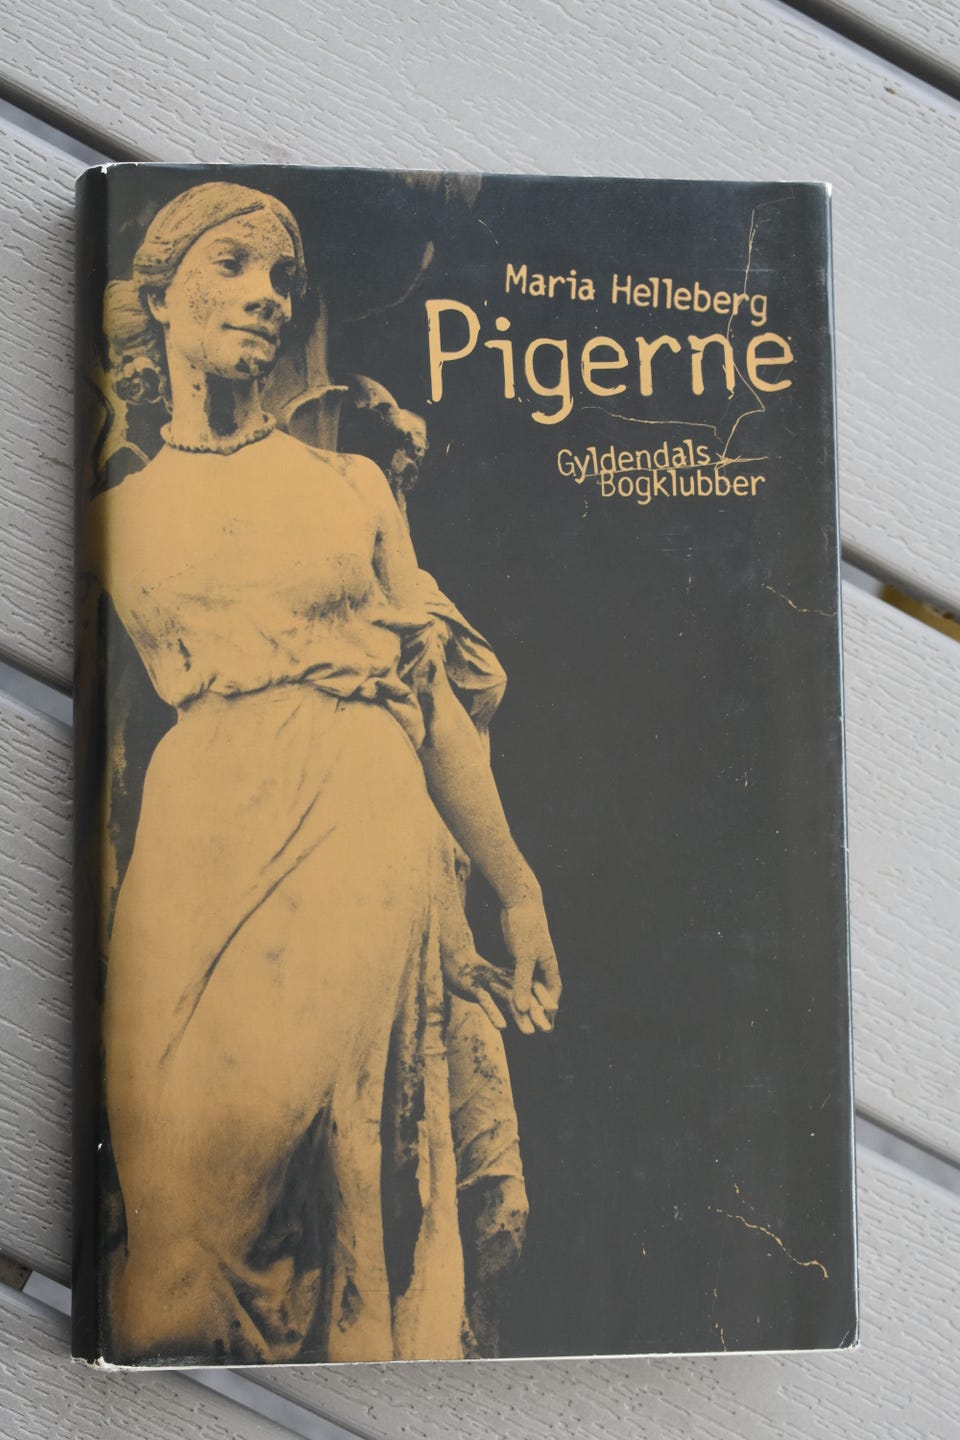 Maria Helleberg
Pigerne
Gyldendals
Bogklubber